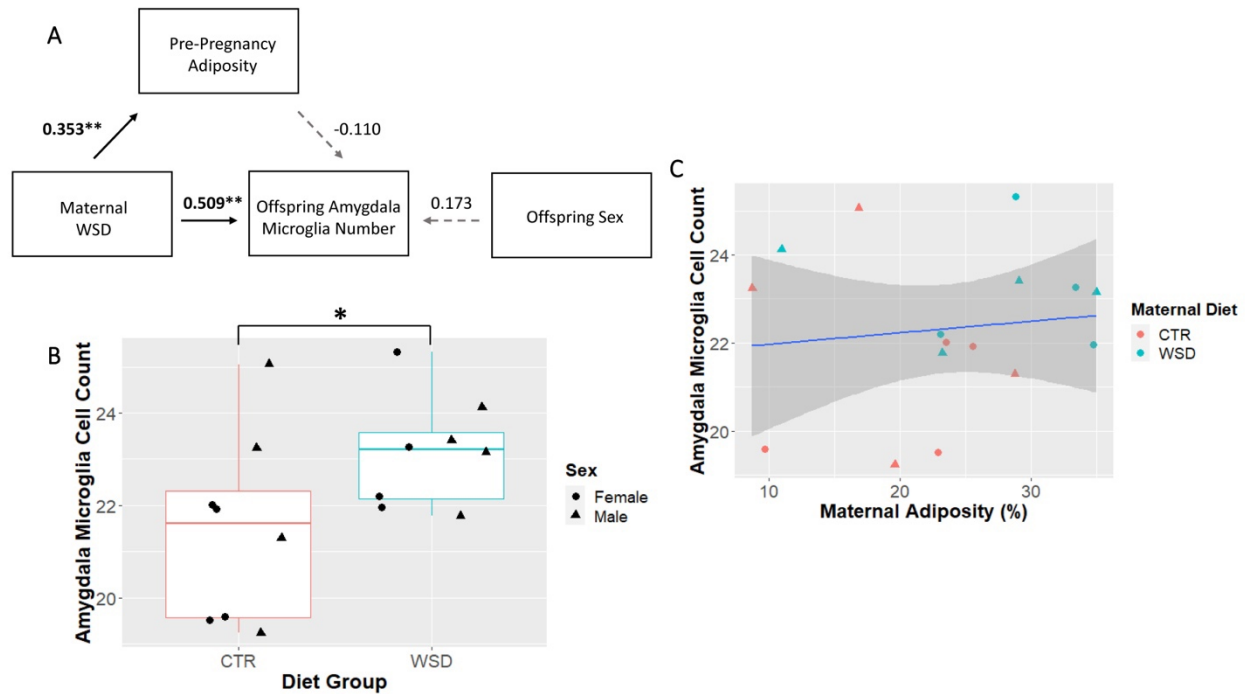 A
Pre-Pregnancy
Adiposity
0.353**
-0.110
Maternal
WSD
0.509**
Offspring Amygdala
Microglia Number
0.173
Offspring Sex
B
*
Amygdala Microglia Cell Count
24
22
20
CTR
WSD
Diet Group
Sex
Female
Male
C
Amygdala Microglia Cell Count
24
22
20
10
20
30
Maternal Adiposity (%)
Maternal Diet
CTR
WSD